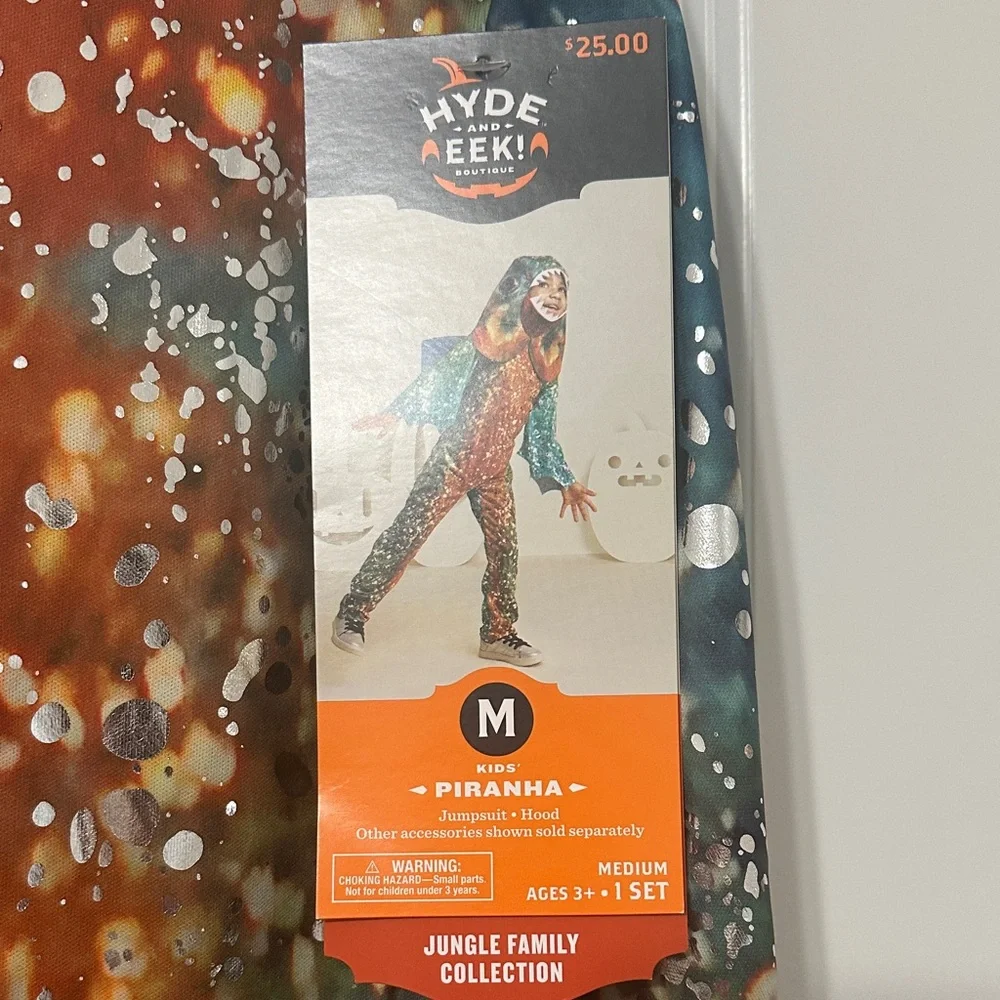 $25.00
HYDE
AND
EEK!
BOUTIQUE
M
KIDS'
PIRANHA
Jumpsuit • Hood
Other accessories shown sold separately
⚠ WARNING:
CHOKING HAZARD—Small parts.
Not for children under 3 years.
MEDIUM
AGES 3+ • 1 SET
JUNGLE FAMILY
COLLECTION